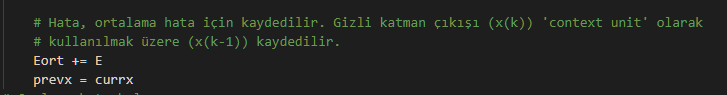 # Hata, ortalama hata için kaydedilir. Gizli katman çıkışı (x(k)) 'context unit' olarak
# kullanılmak üzere (x(k-1)) kaydedilir.
Eort += E
prevx = currx